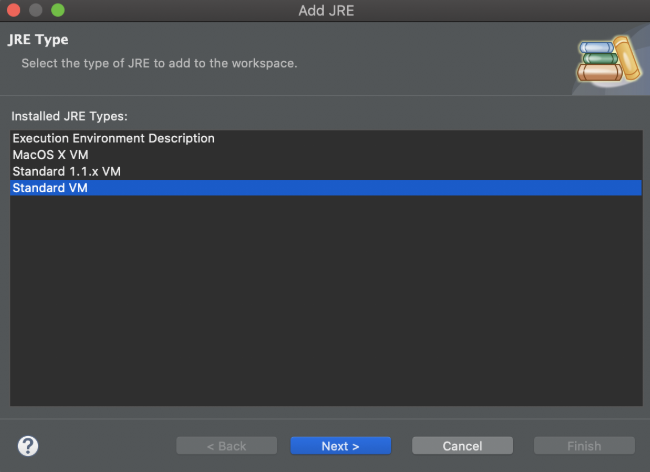 Add JRE
JRE Type
Select the type of JRE to add to the workspace.
Installed JRE Types:
Execution Environment Description
MacOS X VM
Standard 1.1.x VM
Standard VM
?
< Back
Next >
Cancel
Finish